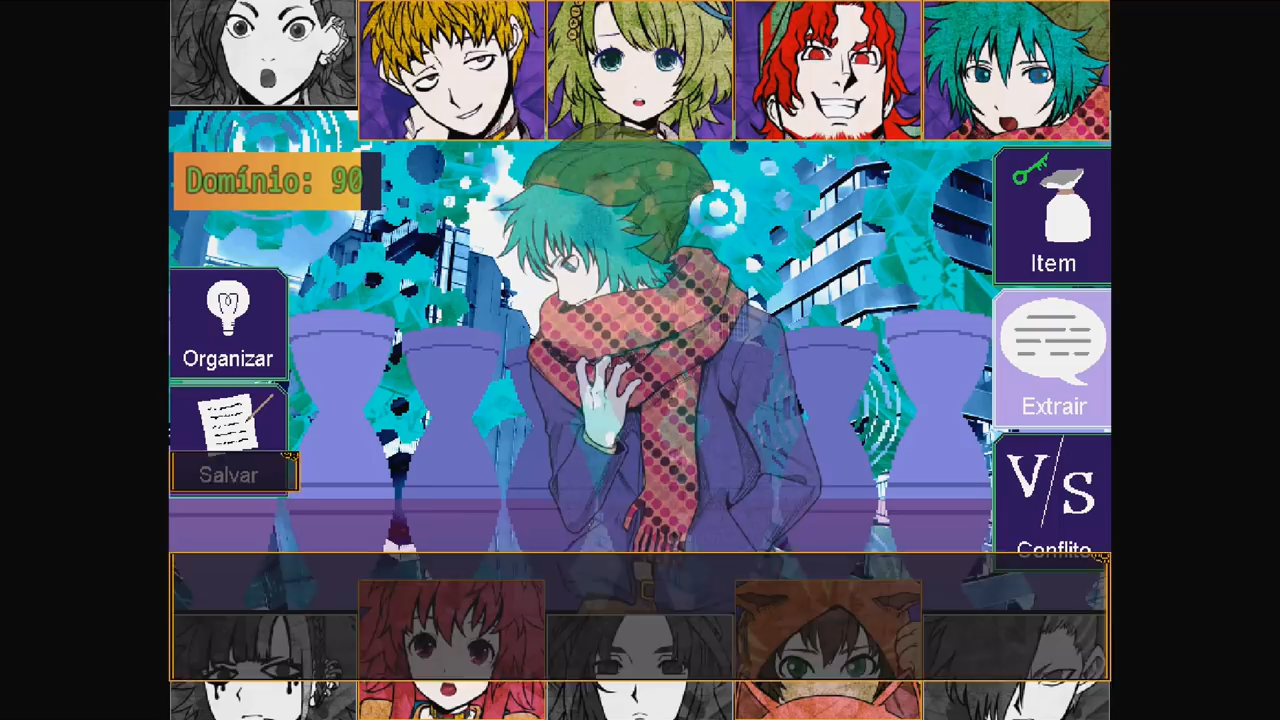 Domínio: 90
Item
Organizar
Extrair
Salvar
V/S
Conflito